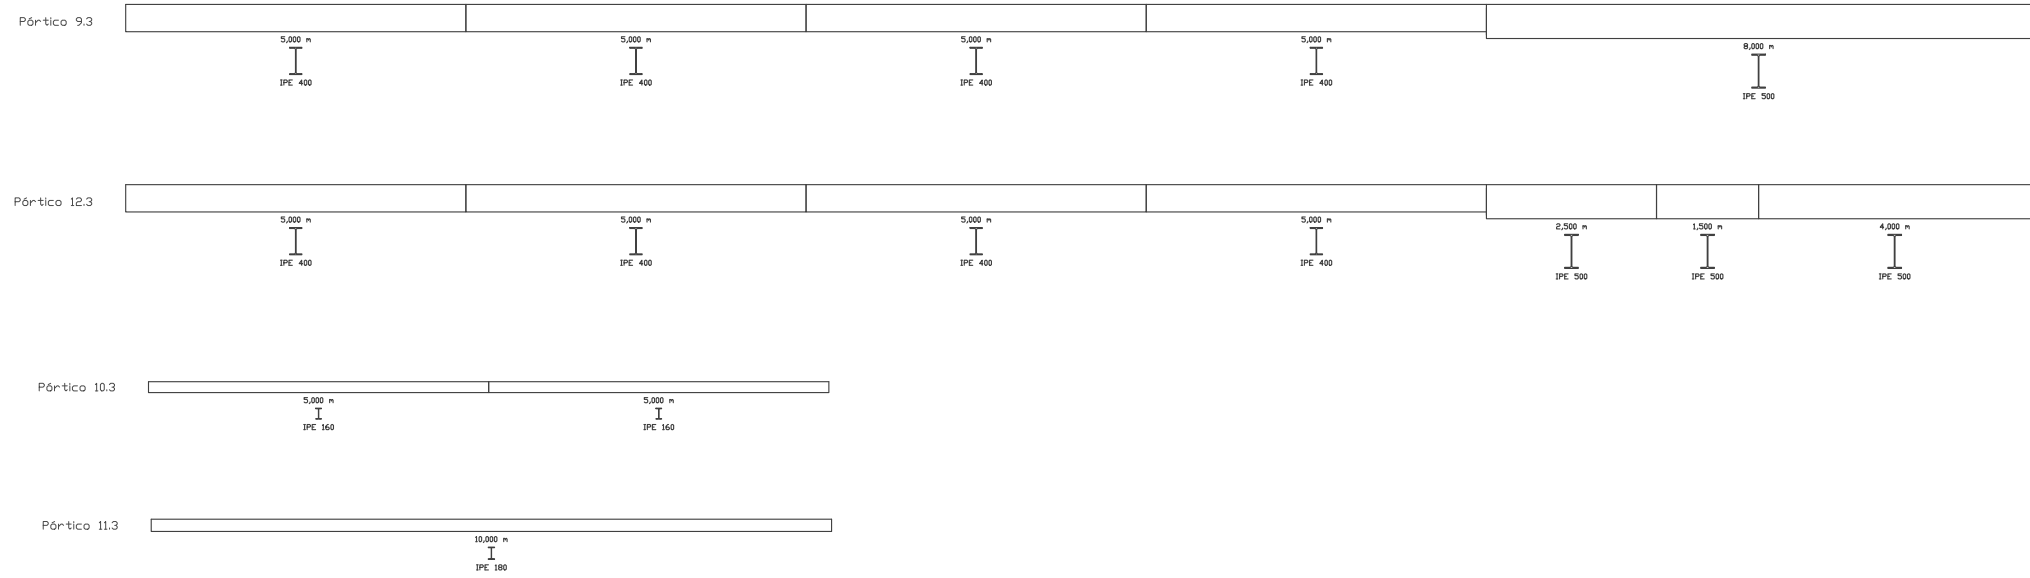 Pórtico 9.3
5,000 m 5,000 m 5,000 m 5,000 m 8,000 m
IPE 400 IPE 400 IPE 400 IPE 400 IPE 500
Pórtico 12.3
5,000 m 5,000 m 5,000 m 5,000 m 2,500 m 1,500 m 4,000 m
IPE 400 IPE 400 IPE 400 IPE 400 IPE 500 IPE 500 IPE 500
Pórtico 10.3
5,000 m 5,000 m
IPE 160 IPE 160
Pórtico 11.3
10,000 m
IPE 180